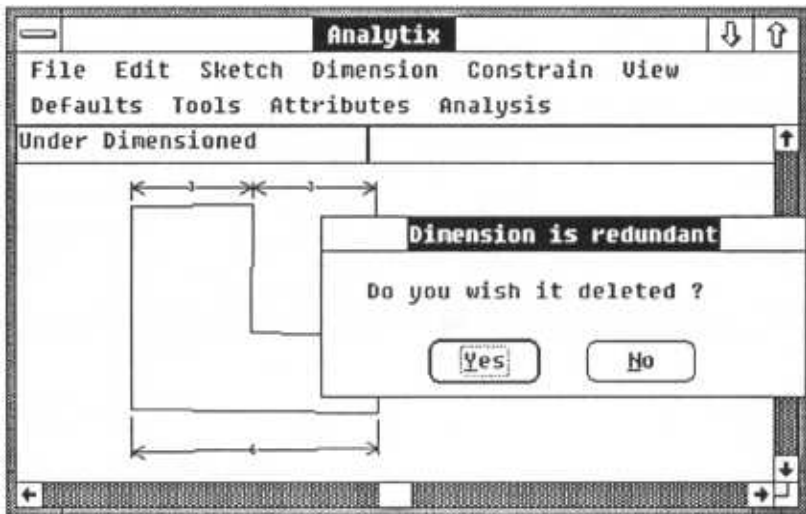 Analytix
File Edit Sketch Dimension Constrain View
Defaults Tools Attributes Analysis
Under Dimensioned
Dimension is redundant
Do you wish it deleted ?
Yes No